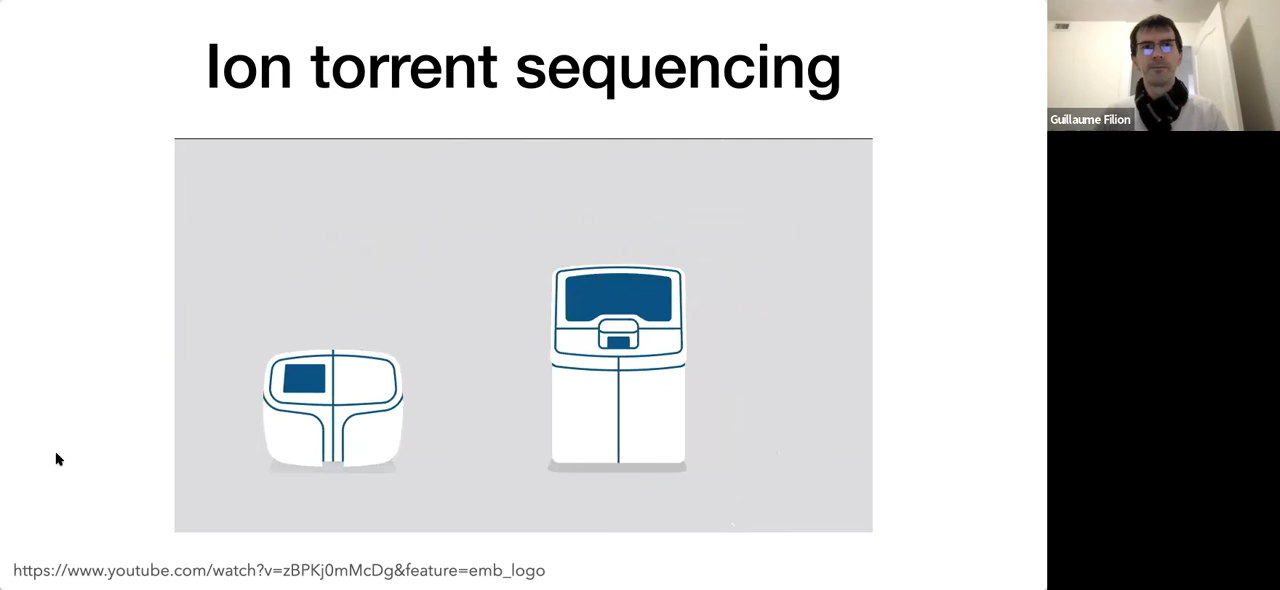 Ion torrent sequencing
Guillaume Filion
https://www.youtube.com/watch?v=zBPKj0mMcDg&feature=emb_logo